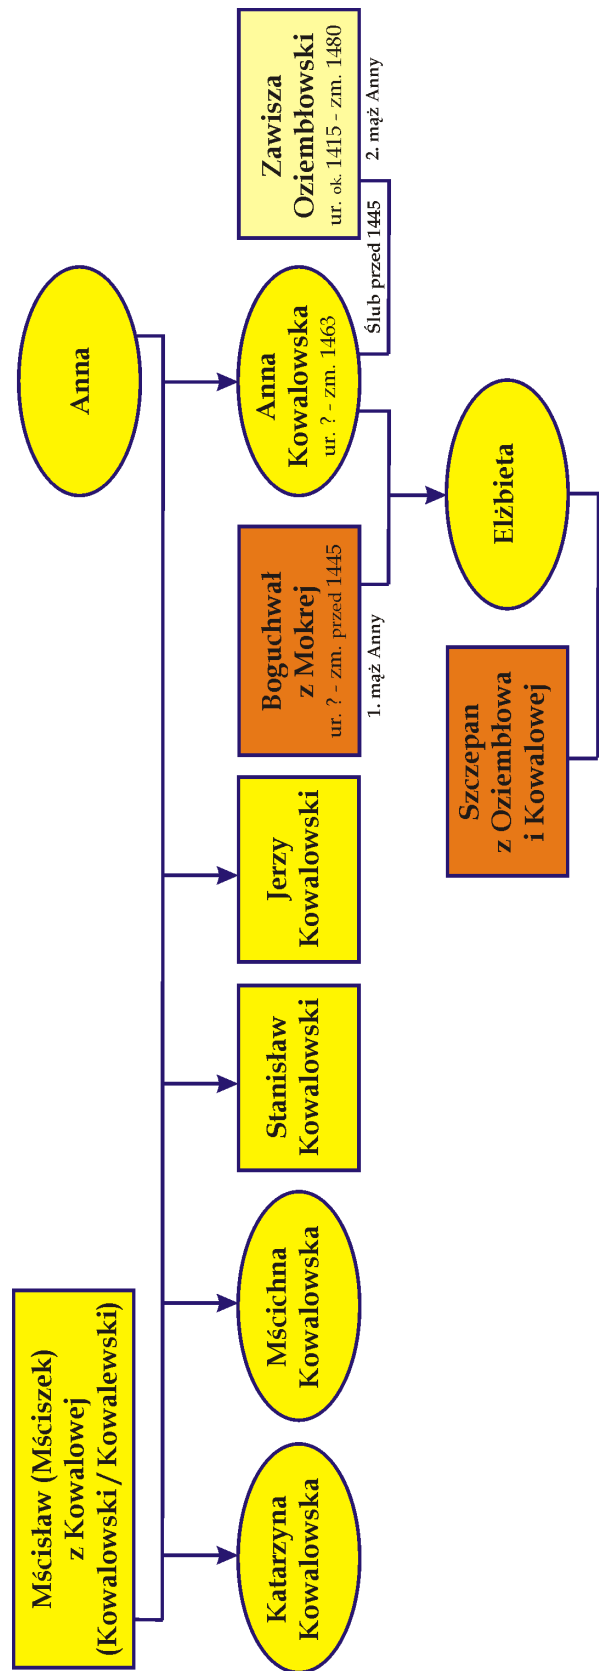 Mścisław (Mściszek)
z Kowalowej
(Kowalowski / Kowalewski)
Anna
Katarzyna
Kowalowska
Mścichna
Kowalowska
Stanisław
Kowalowski
Jerzy
Kowalowski
Boguchwał
z Mokrej
ur. ? - zm. przed 1445
1. mąż Anny
Anna
Kowalowska
ur. ? - zm. 1463
Ślub przed 1445
Zawisza
Oziembłowski
ur. ok. 1415 - zm. 1480
2. mąż Anny
Szczepan
z Oziembłowa
i Kowalowej
Elżbieta